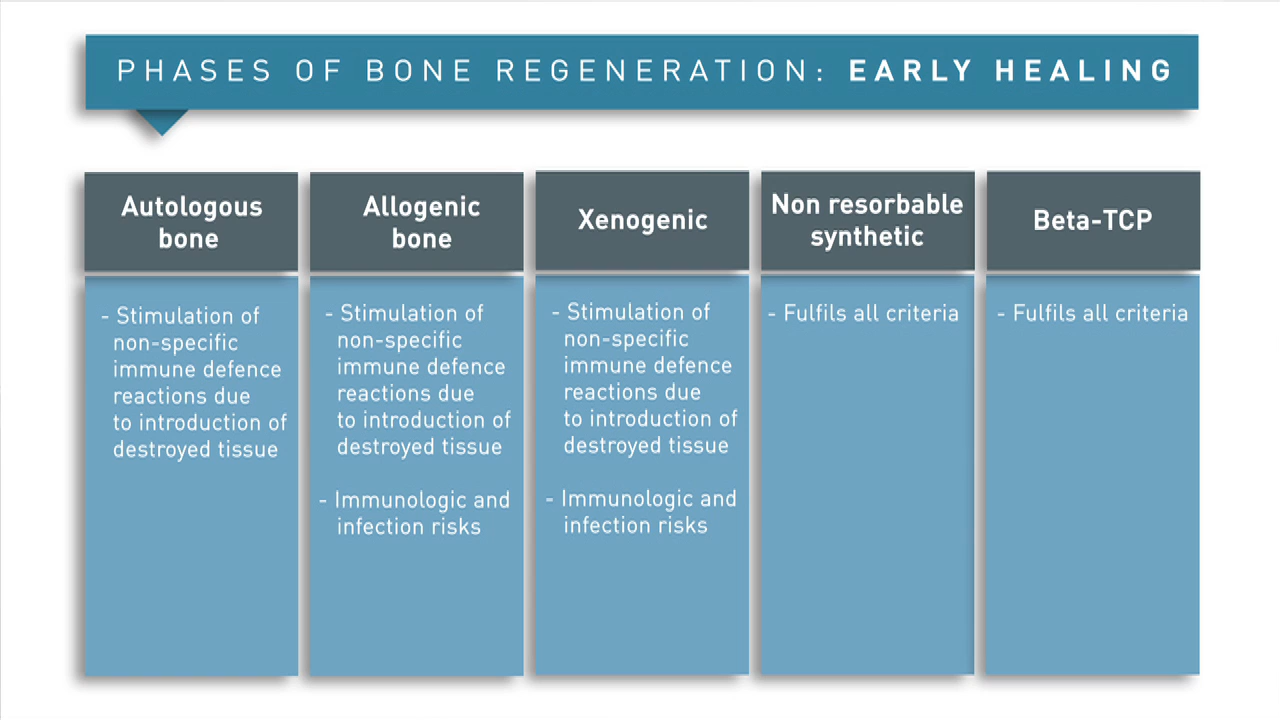 PHASES OF BONE REGENERATION: EARLY HEALING
Autologous
bone
- Stimulation of
non-specific
immune defence
reactions due
to introduction of
destroyed tissue
Allogenic
bone
- Stimulation of
non-specific
immune defence
reactions due
to introduction of
destroyed tissue
- Immunologic and
infection risks
Xenogenic
- Stimulation of
non-specific
immune defence
reactions due
to introduction of
destroyed tissue
- Immunologic and
infection risks
Non resorbable
synthetic
- Fulfils all criteria
Beta-TCP
- Fulfils all criteria